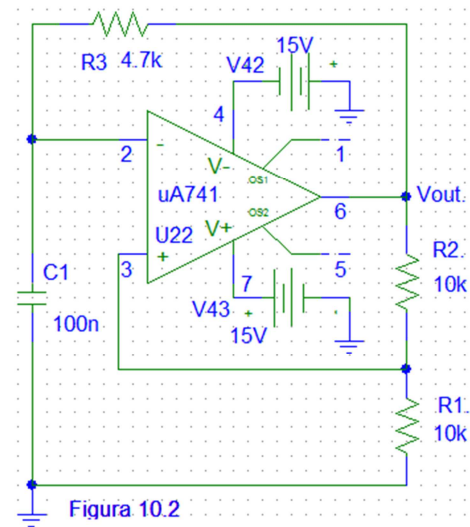 R3 4.7k
15V
V42
+
4
2
-
V-
OS1
1
uA741
6
Vout.
OS2
U22
V+
3
+
5
R2.
10k
C1
100n
7
V43
+
-
15V
R1.
10k
Figura 10.2